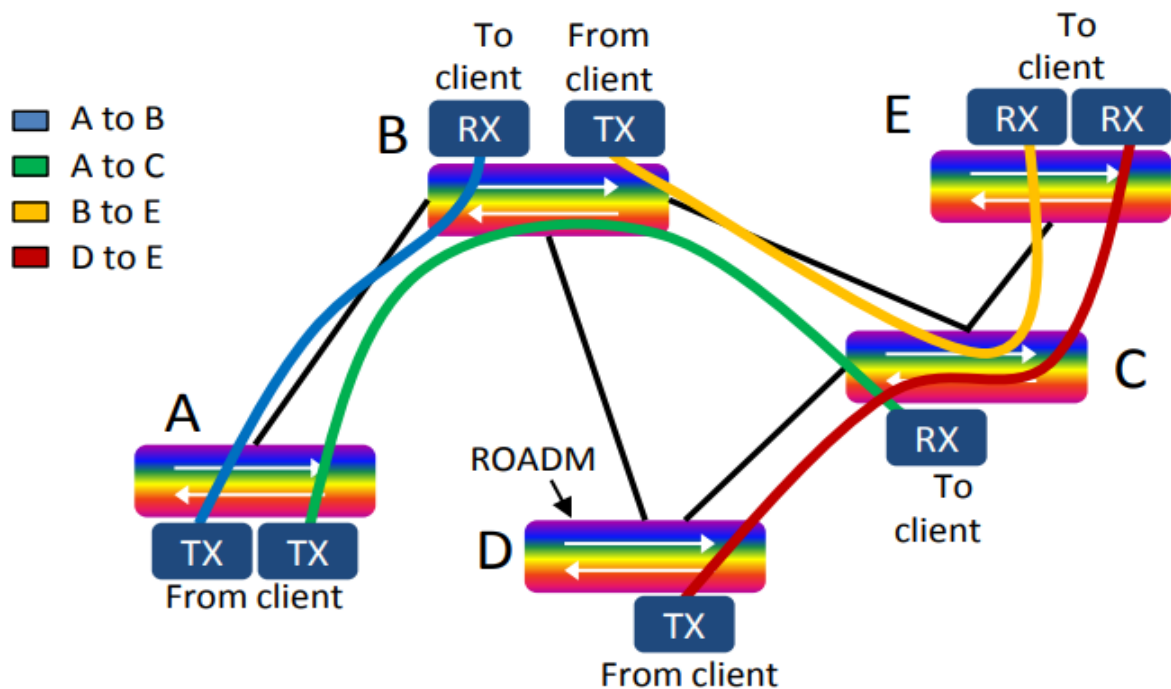 A to B
A to C
B to E
D to E
To
client
From
client
B
RX
TX
To
client
E
RX
RX
A
TX
TX
From client
ROADM
D
TX
From client
C
RX
To
client